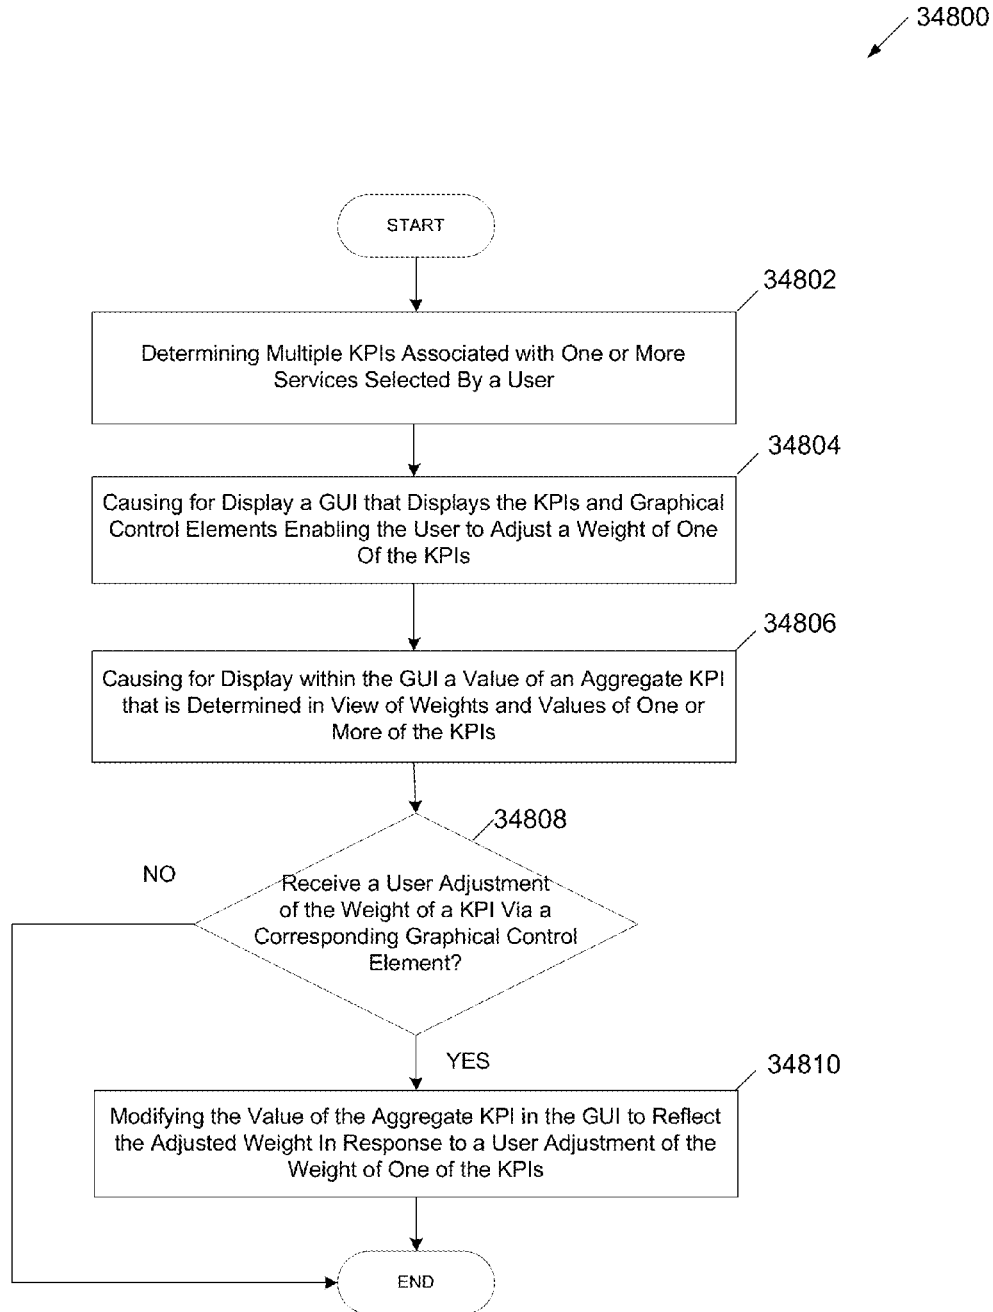 34800
START
34802
Determining Multiple KPIs Associated with One or More
Services Selected By a User
34804
Causing for Display a GUI that Displays the KPIs and Graphical
Control Elements Enabling the User to Adjust a Weight of One
Of the KPIs
34806
Causing for Display within the GUI a Value of an Aggregate KPI
that is Determined in View of Weights and Values of One or
More of the KPIs
34808
NO
Receive a User Adjustment
of the Weight of a KPI Via a
Corresponding Graphical Control
Element?
YES
34810
Modifying the Value of the Aggregate KPI in the GUI to Reflect
the Adjusted Weight In Response to a User Adjustment of the
Weight of One of the KPIs
END